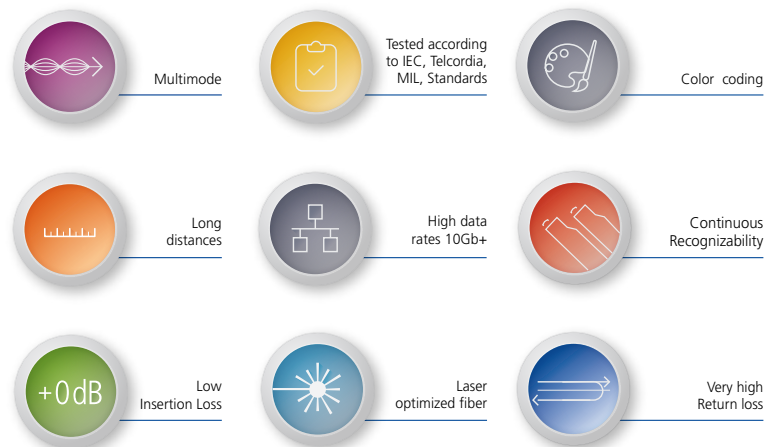 Multimode
Tested according
to IEC, Telcordia,
MIL, Standards
Color coding
Long
distances
High data
rates 10Gb+
Continuous
Recognizability
+0dB
Low
Insertion Loss
Laser
optimized fiber
Very high
Return loss